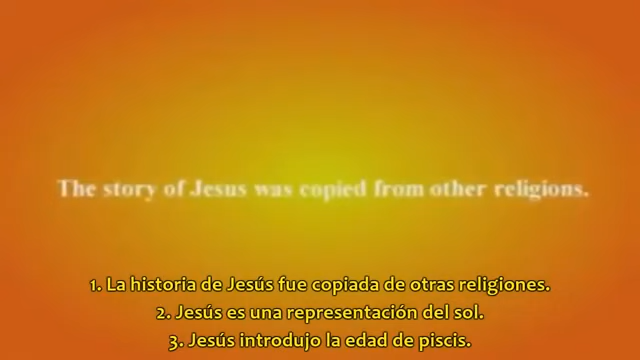 The story of Jesus was copied from other religions.
1. La historia de Jesús fue copiada de otras religiones.
2. Jesús es una representación del sol.
3. Jesús introdujo la edad de piscis.